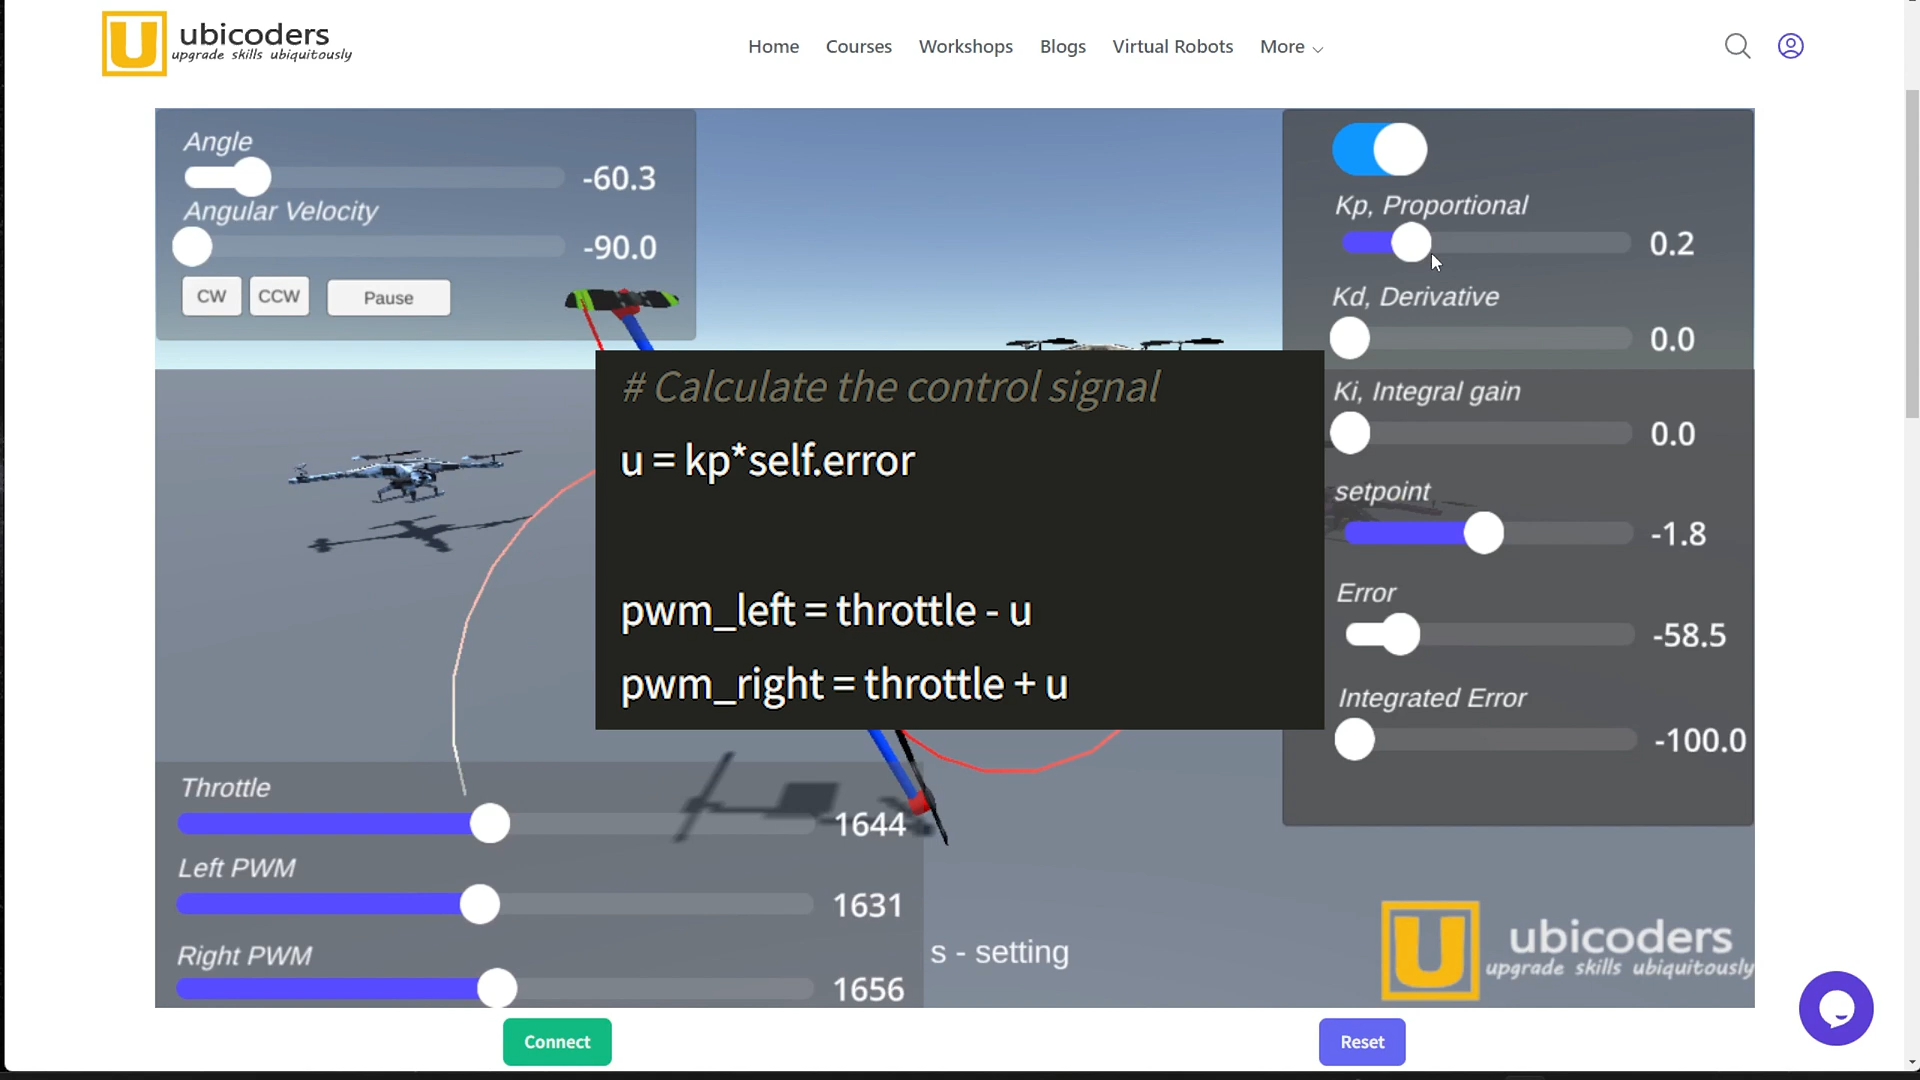 U ubicoders
upgrade skills ubiquitously
Home Courses Workshops Blogs Virtual Robots More
Angle
-60.3
Angular Velocity
-90.0
CW CCW Pause
Kp, Proportional
0.2
Kd, Derivative
0.0
Ki, Integral gain
0.0
setpoint
-1.8
Error
-58.5
Integrated Error
-100.0
# Calculate the control signal
u = kp*self.error
pwm_left = throttle - u
pwm_right = throttle + u
Throttle
1644
Left PWM
1631
Right PWM
1656
s - setting
U ubicoders
upgrade skills ubiquitously
Connect
Reset